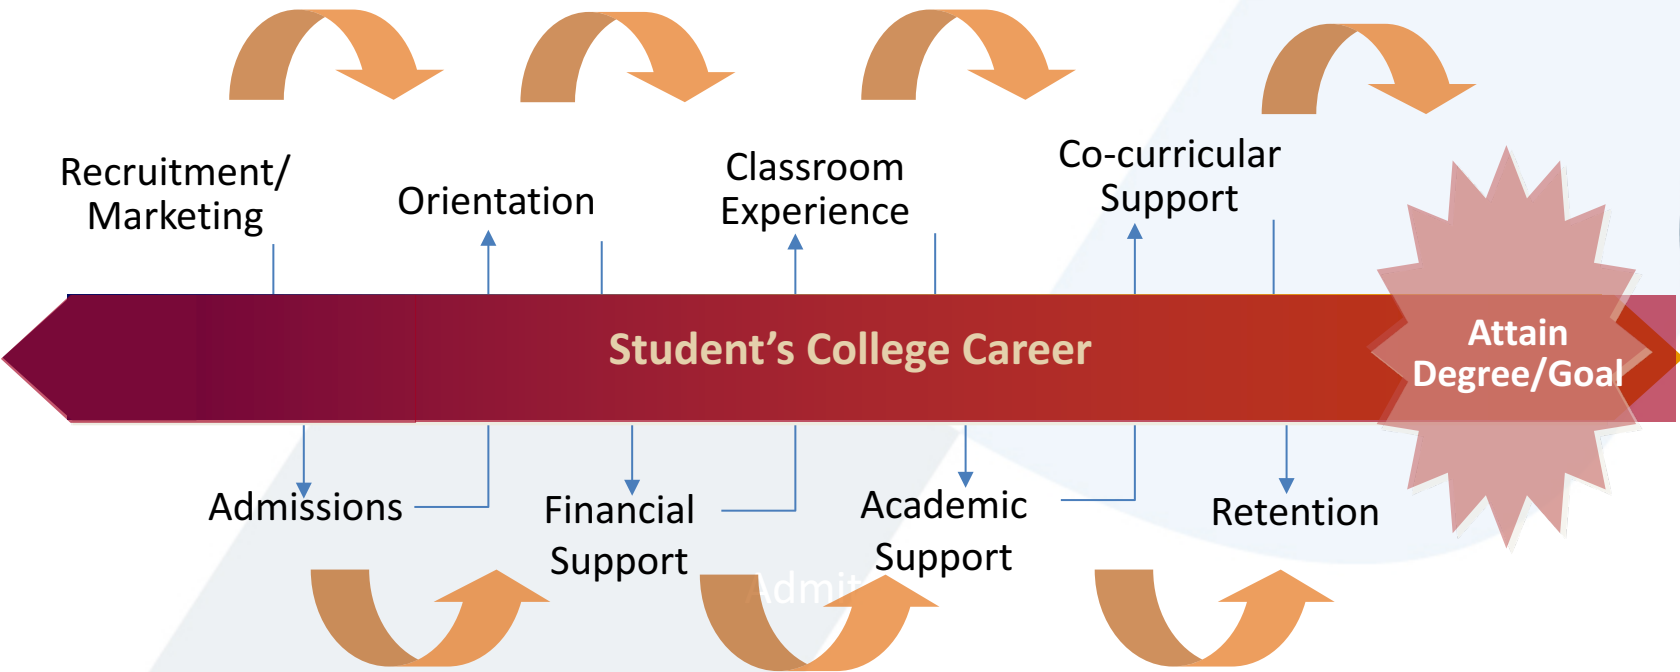 Recruitment/
Marketing
Orientation
Classroom
Experience
Co-curricular
Support
Student's College Career
Attain
Degree/Goal
Admissions
Financial
Support
Academic
Support
Retention